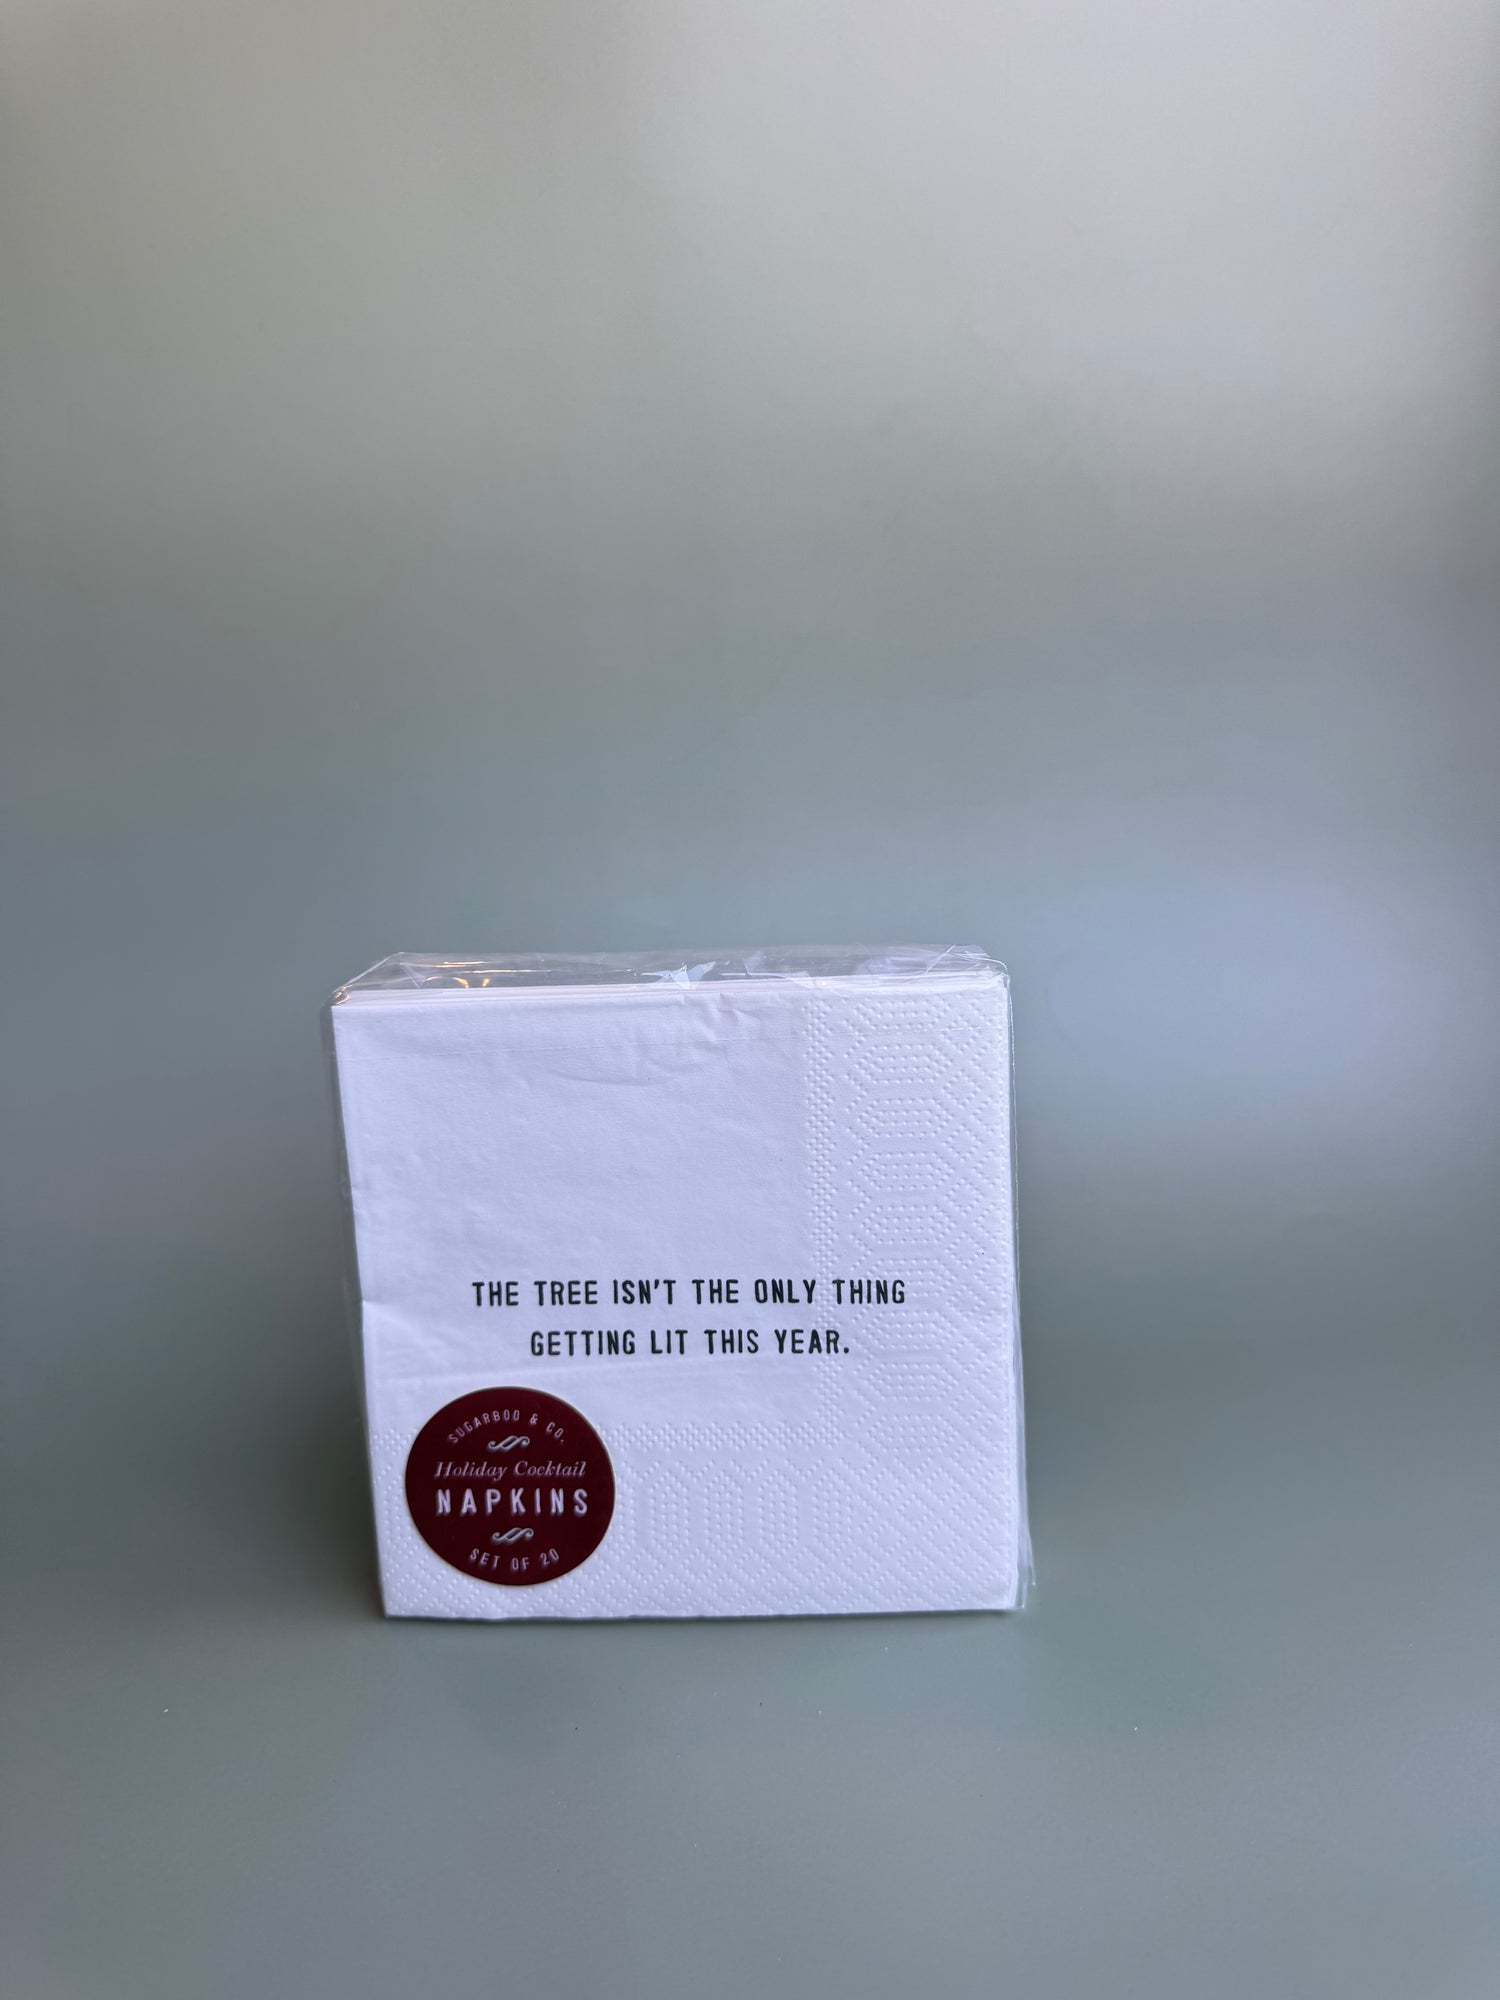 THE TREE ISN'T THE ONLY THING
GETTING LIT THIS YEAR.
SUGARBOO & CO.
Holiday Cocktail
NAPKINS
SET OF 20